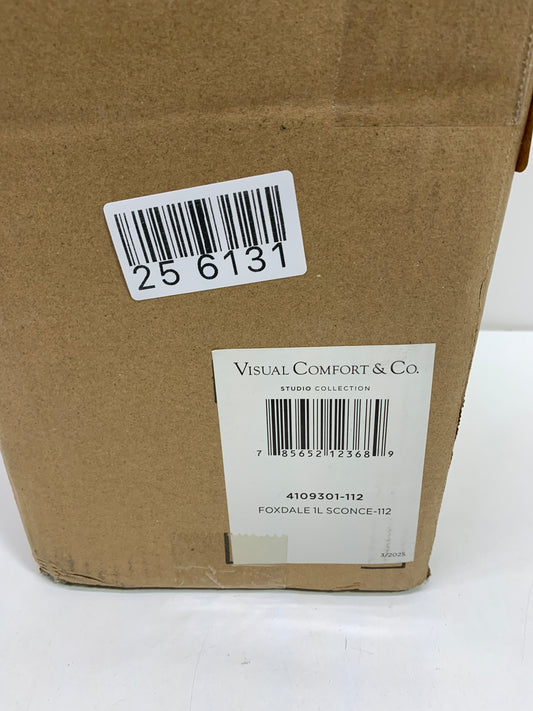 25 6131
VISUAL COMFORT & CO.
STUDIO COLLECTION
7 85652 12368 9
4109301-112
FOXDALE 1L SCONCE-112
3/2025